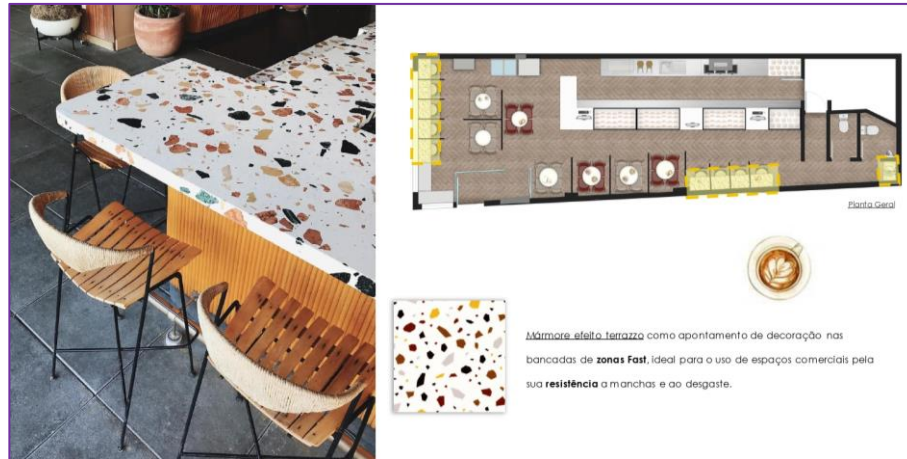 Planta Geral
Mármore efeito terrazzo como apontamento de decoração nas
bancadas de zonas Fast, ideal para o uso de espaços comerciais pela
sua resistência a manchas e ao desgaste.